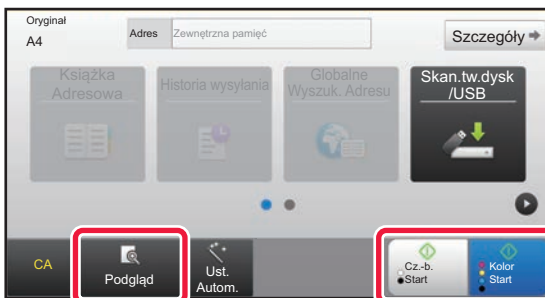 Oryginał
A4
Adres
Zewnętrzna pamięć
Szczegóły
Książka
Adresowa
Historia wysyłania
Globalne
Wyszuk. Adresu
Skan.tw.dysk
/USB
CA
Podgląd
Ust.
Autom.
Cz.-b.
Start
Kolor
Start